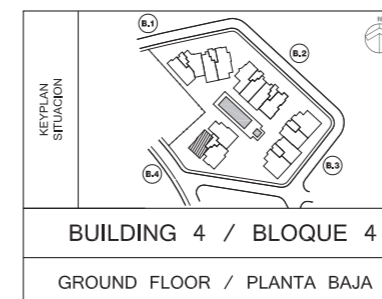 KEYPLAN
SITUACION
B.1
N
B.2
B.3
B.4
BUILDING 4 / BLOQUE 4
GROUND FLOOR / PLANTA BAJA